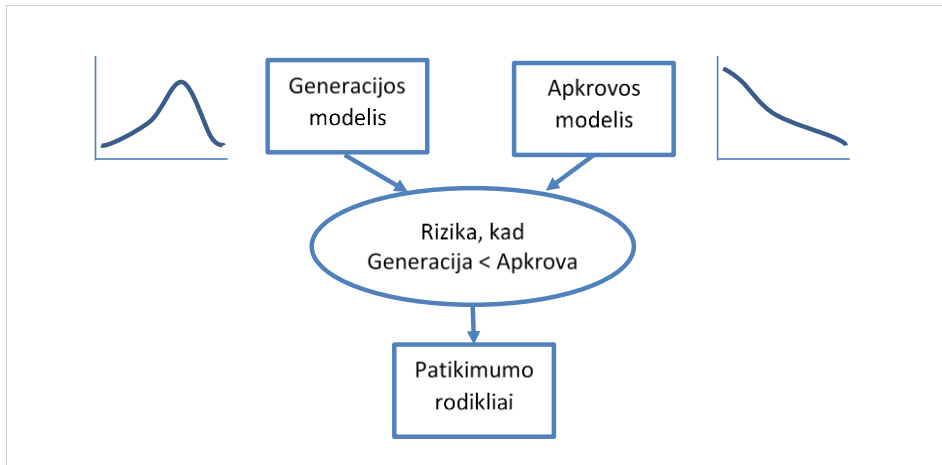 Generacijos
modelis
Apkrovos
modelis
Rizika, kad
Generacija < Apkrova
Patikimumo
rodikliai